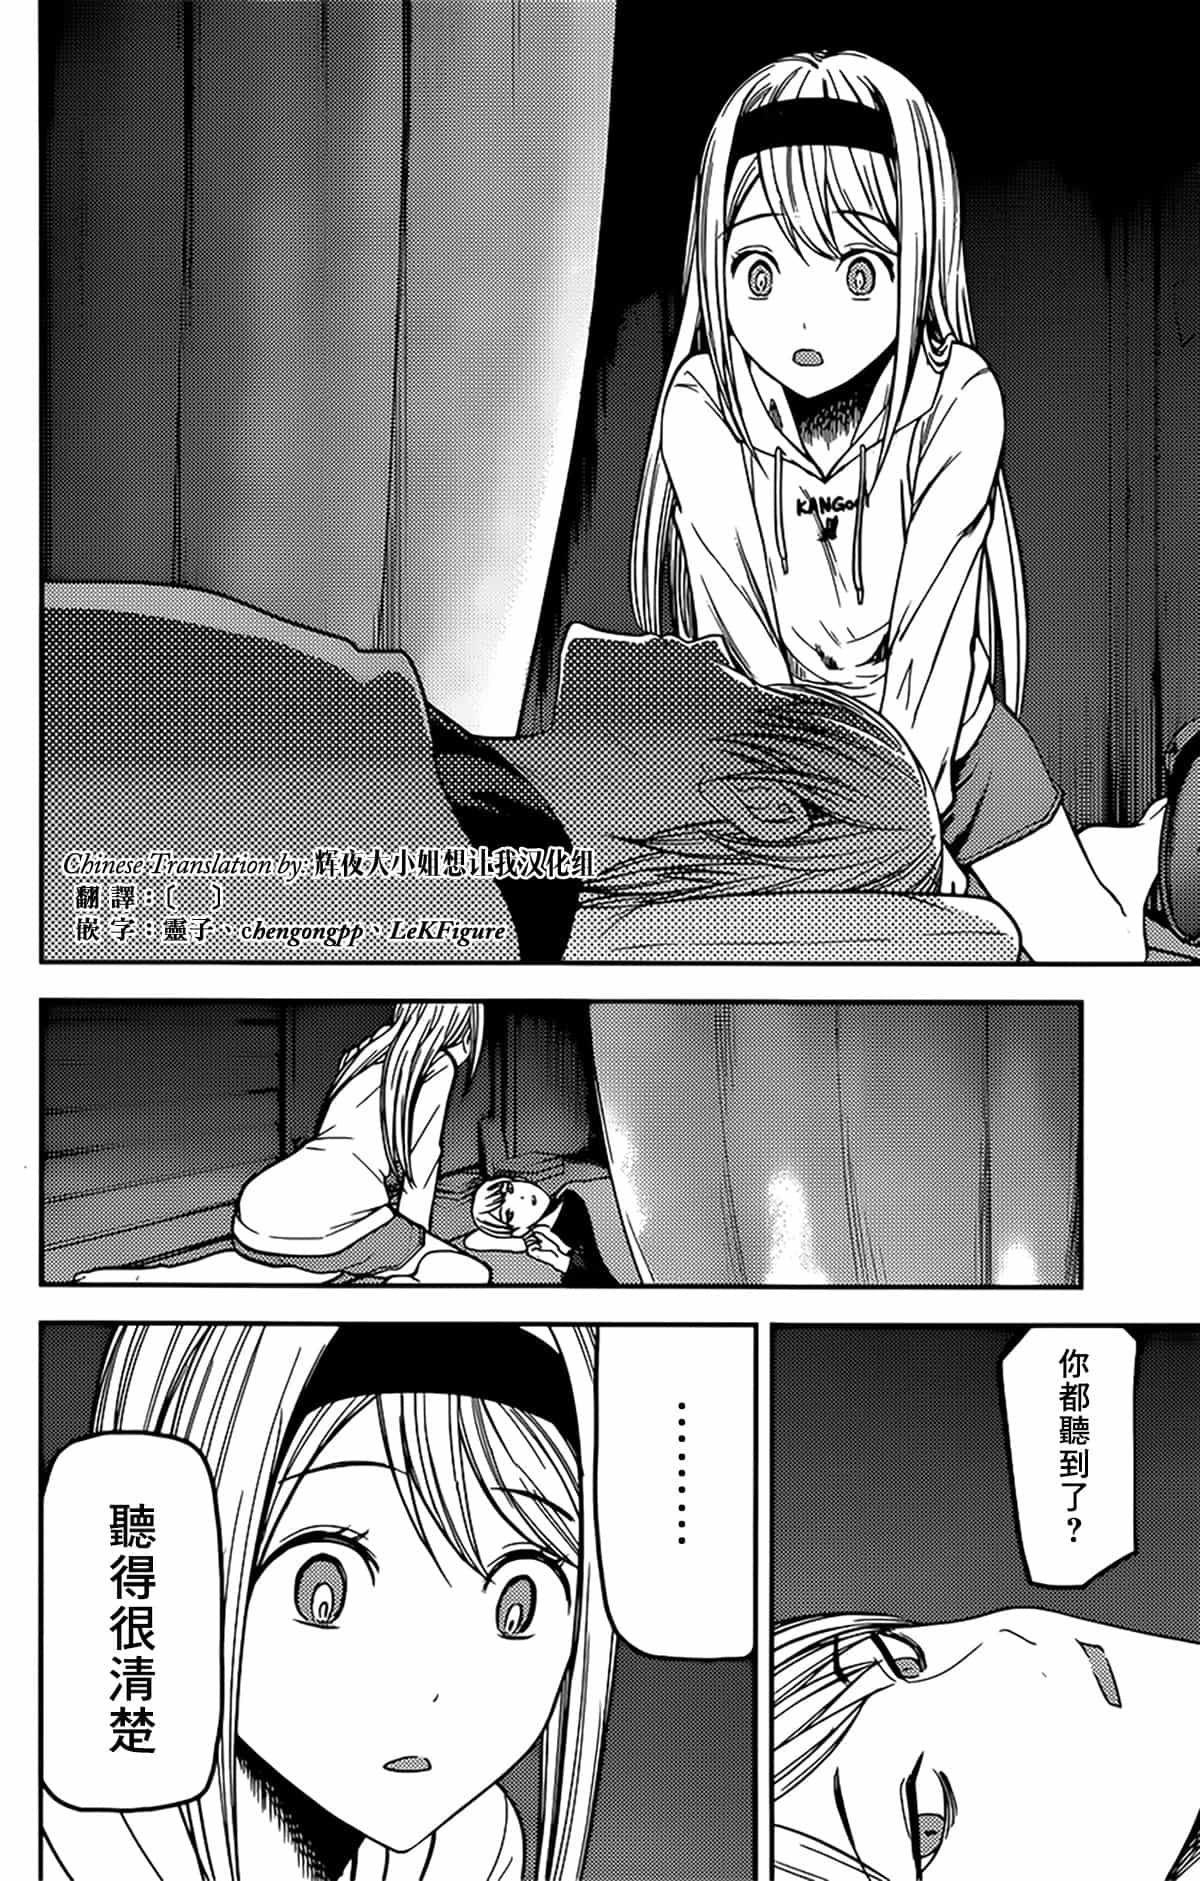 KANGO
Chinese Translation by: 辉夜大小姐想让我汉化组
翻譯：〔　〕
嵌字：靈子、chengongpp、LeKFigure
你都聽到了？
………
聽得很清楚